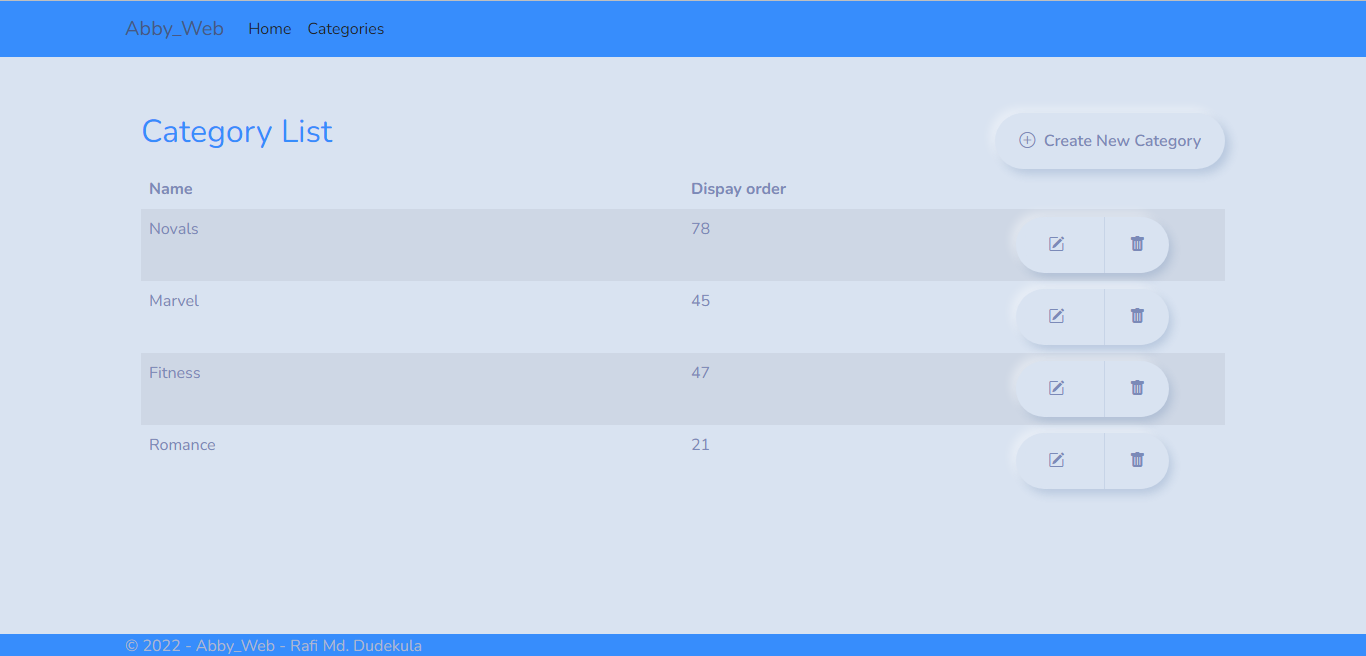 Abby_Web Home Categories
Category List
Create New Category
Name Dispay order
Novals 78
Marvel 45
Fitness 47
Romance 21
© 2022 - Abby_Web - Rafi Md. Dudekula